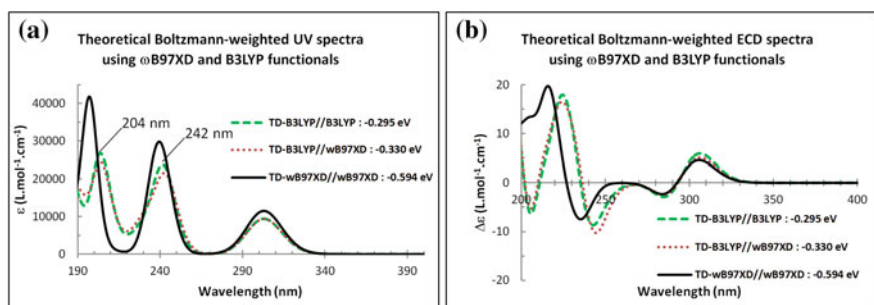 (a)
Theoretical Boltzmann-weighted UV spectra
using ωB97XD and B3LYP functionals
ε (L.mol-1.cm-1)
40000
30000
20000
10000
0
204 nm
242 nm
TD-B3LYP//B3LYP : -0.295 eV
TD-B3LYP//wB97XD : -0.330 eV
TD-wB97XD//wB97XD : -0.594 eV
190
240
290
340
390
Wavelength (nm)
(b)
Theoretical Boltzmann-weighted ECD spectra
using ωB97XD and B3LYP functionals
Δε (L.mol-1.cm-1)
20
10
0
-10
-20
200
250
300
350
400
TD-B3LYP//B3LYP : -0.295 eV
TD-B3LYP//wB97XD : -0.330 eV
TD-wB97XD//wB97XD : -0.594 eV
Wavelength (nm)